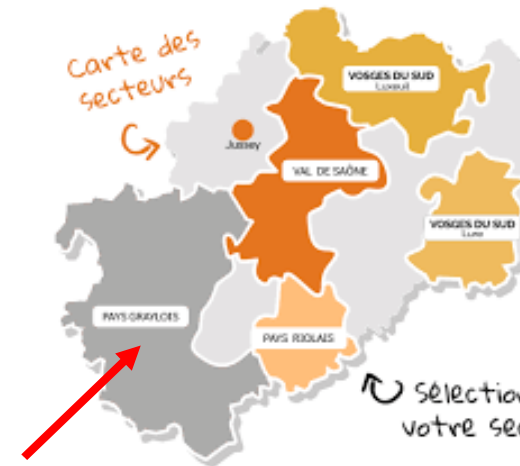 Carte des
secteurs
VOSGES DU SUD
Luxeuil
Jussey
VAL DE SAÔNE
VOSGES DU SUD
Lure
PAYS GRAYLOIS
PAYS RIOLAIS
Sélection
votre sec